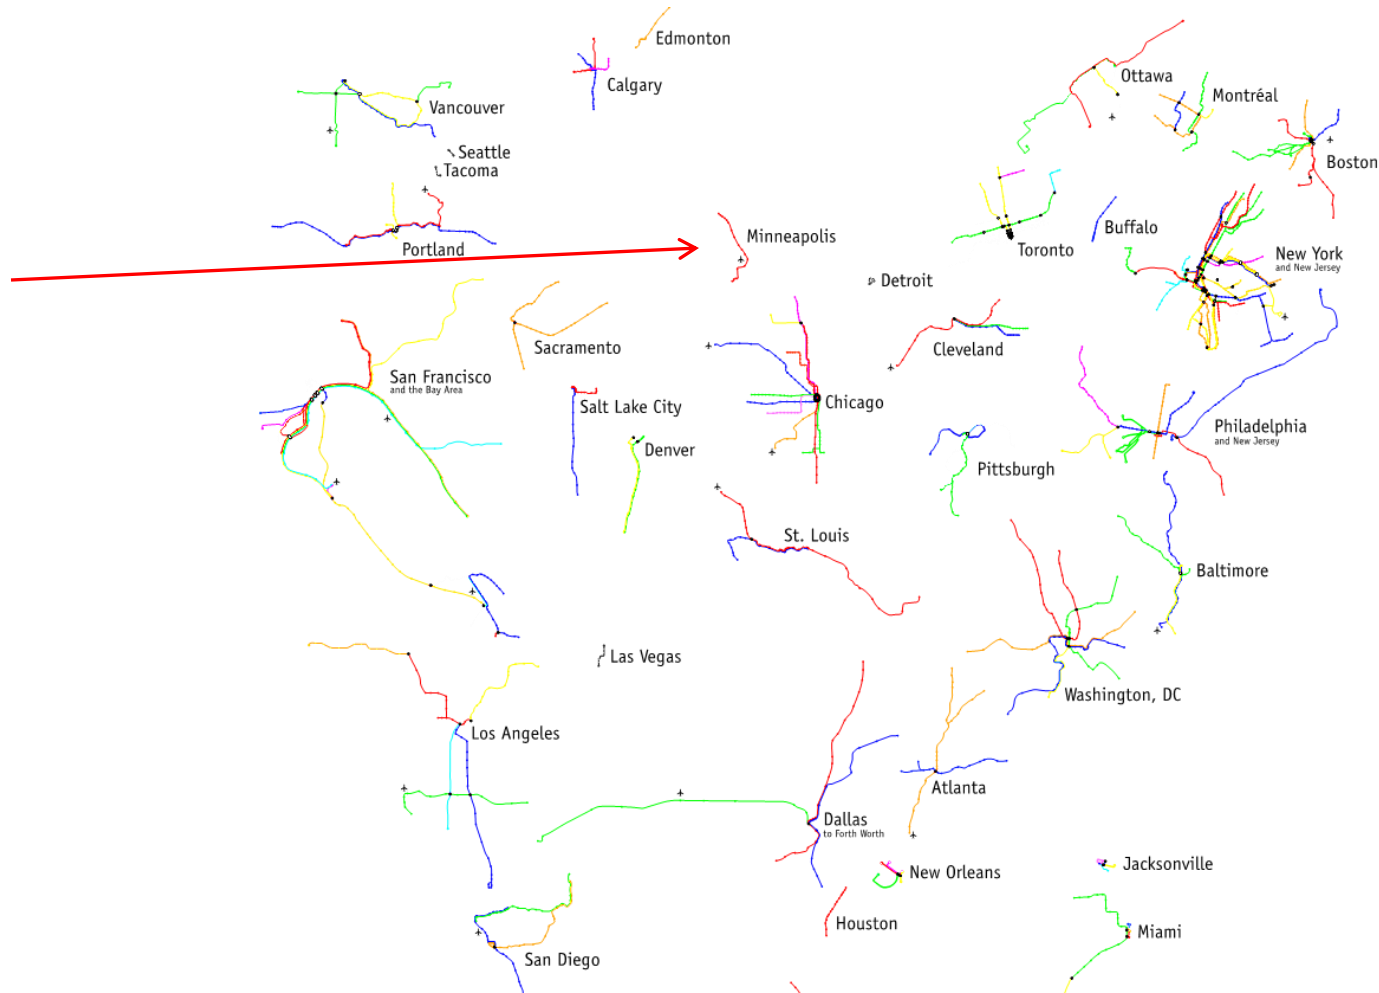 Edmonton
Ottawa
Calgary
Montréal
Vancouver
Seattle
Tacoma
Boston
Minneapolis
Buffalo
Portland
Toronto
New York
and New Jersey
Detroit
Sacramento
Cleveland
San Francisco
and the Bay Area
Salt Lake City
Chicago
Philadelphia
and New Jersey
Denver
Pittsburgh
St. Louis
Baltimore
Las Vegas
Washington, DC
Los Angeles
Atlanta
Dallas
to Forth Worth
New Orleans
Jacksonville
Houston
Miami
San Diego